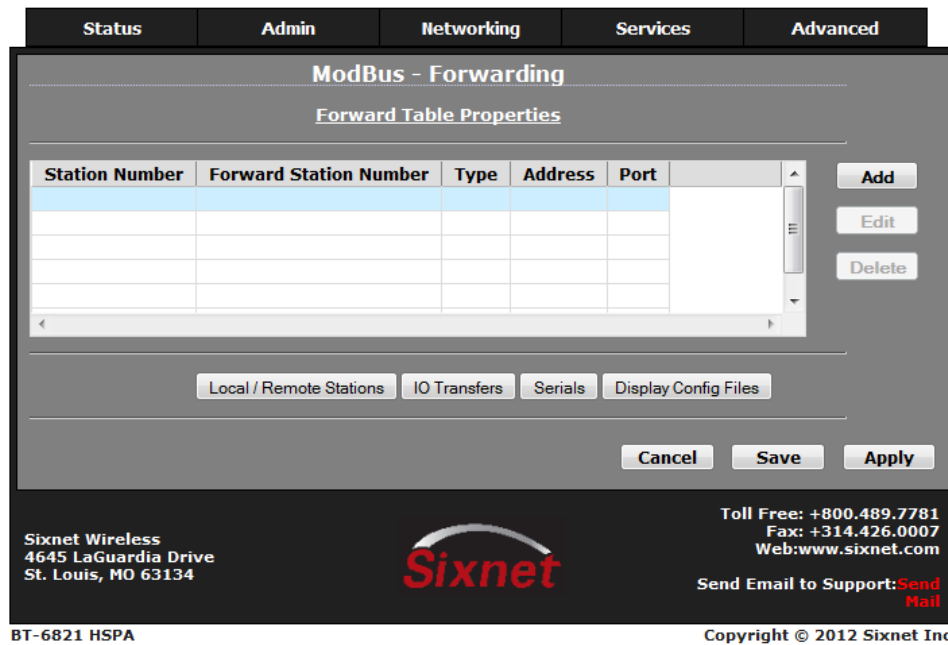 Status Admin Networking Services Advanced
ModBus - Forwarding
Forward Table Properties
Station Number Forward Station Number Type Address Port
Add
Edit
Delete
Local / Remote Stations IO Transfers Serials Display Config Files
Cancel Save Apply
Sixnet Wireless
4645 LaGuardia Drive
St. Louis, MO 63134
Sixnet
Toll Free: +800.489.7781
Fax: +314.426.0007
Web:www.sixnet.com
Send Email to Support:Send
Mail
BT-6821 HSPA Copyright © 2012 Sixnet Inc